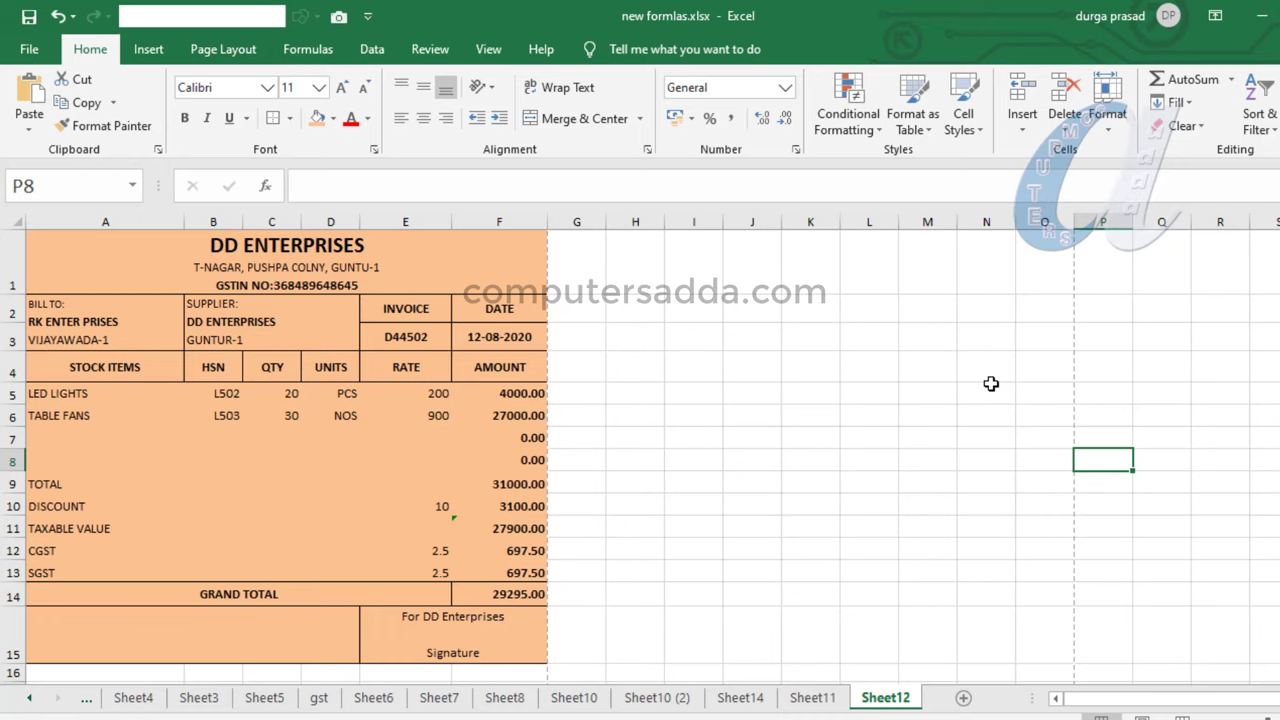 new formlas.xlsx - Excel
durga prasad DP
File Home Insert Page Layout Formulas Data Review View Help Tell me what you want to do
Paste
Cut
Copy
Format Painter
Clipboard
Calibri 11
B I U
Font
Wrap Text
Merge & Center
Alignment
General
Number
Conditional Formatting
Format as Table
Cell Styles
Styles
Insert Delete Format
Cells
AutoSum
Fill
Clear
Sort & Filter
Editing
COMPUTERS
adda
P8 fx
A B C D E F G H I J K L M N O P Q R S
1 DD ENTERPRISES
T-NAGAR, PUSHPA COLNY, GUNTU-1
GSTIN NO:368489648645
computersadda.com
2 BILL TO: SUPPLIER: INVOICE DATE
RK ENTER PRISES DD ENTERPRISES
3 VIJAYAWADA-1 GUNTUR-1 D44502 12-08-2020
4 STOCK ITEMS HSN QTY UNITS RATE AMOUNT
5 LED LIGHTS L502 20 PCS 200 4000.00
6 TABLE FANS L503 30 NOS 900 27000.00
7 0.00
8 0.00
9 TOTAL 31000.00
10 DISCOUNT 10 3100.00
11 TAXABLE VALUE 27900.00
12 CGST 2.5 697.50
13 SGST 2.5 697.50
14 GRAND TOTAL 29295.00
For DD Enterprises
15 Signature
16
... Sheet4 Sheet3 Sheet5 gst Sheet6 Sheet7 Sheet8 Sheet10 Sheet10 (2) Sheet14 Sheet11 Sheet12